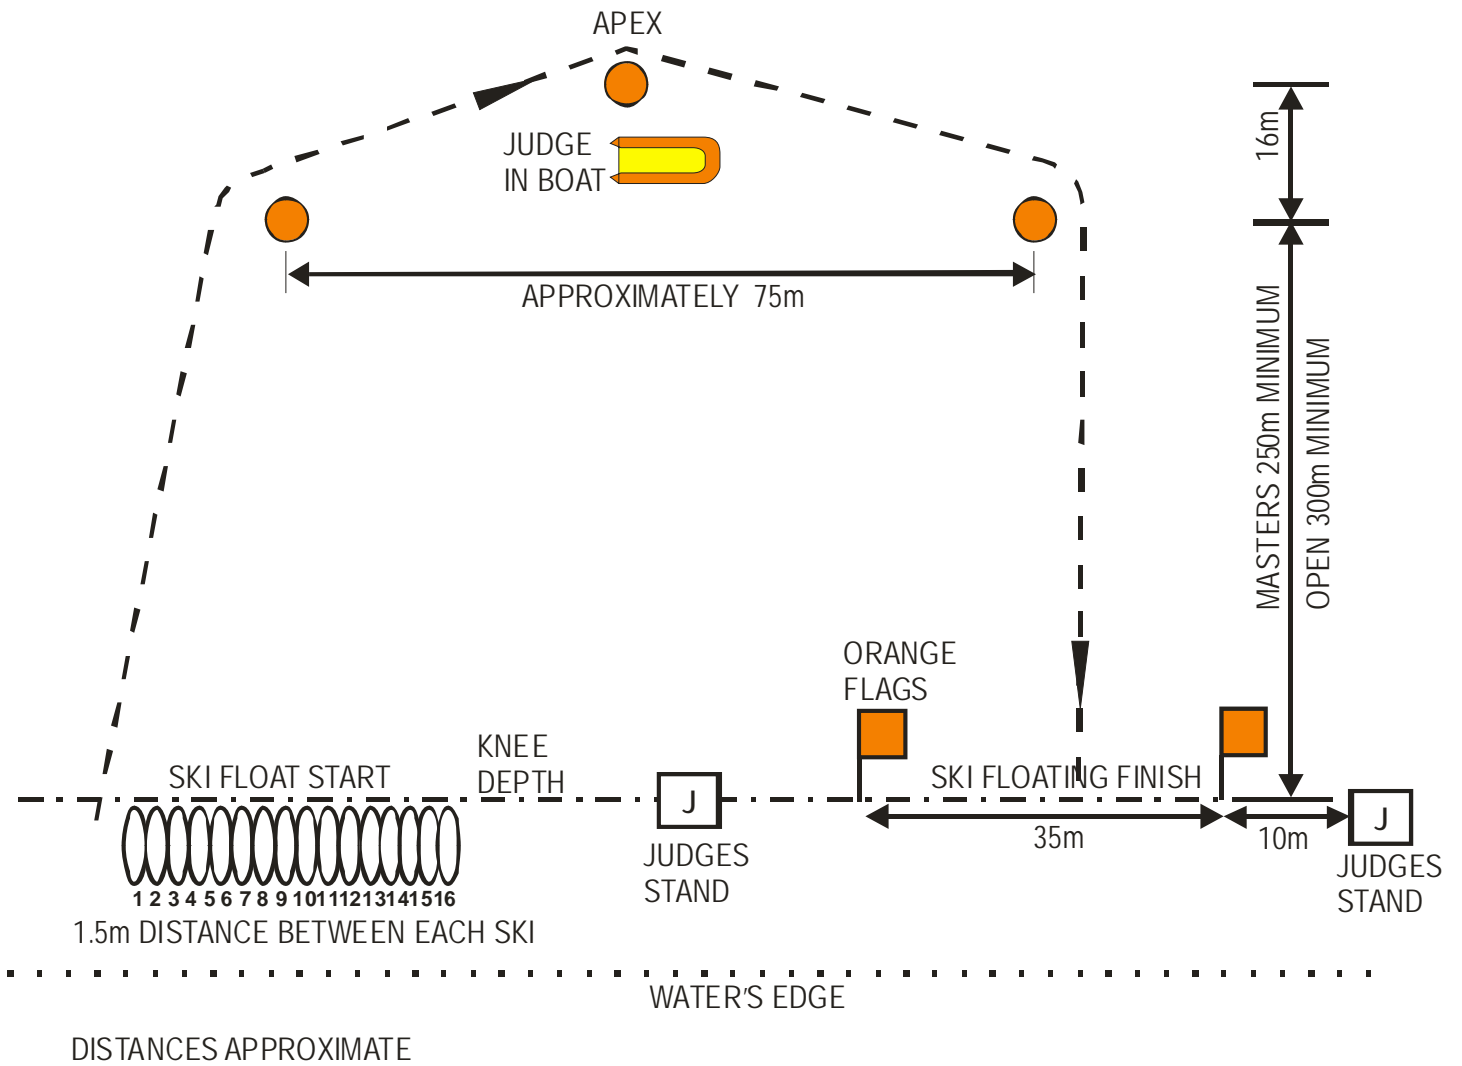 APEX
JUDGE
IN BOAT
16m
APPROXIMATELY 75m
MASTERS 250m MINIMUM
OPEN 300m MINIMUM
ORANGE
FLAGS
KNEE
DEPTH
SKI FLOAT START
SKI FLOATING FINISH
J
35m
10m
J
JUDGES
STAND
JUDGES
STAND
1 2 3 4 5 6 7 8 9 10 11 12 13 14 15 16
1.5m DISTANCE BETWEEN EACH SKI
WATER'S EDGE
DISTANCES APPROXIMATE